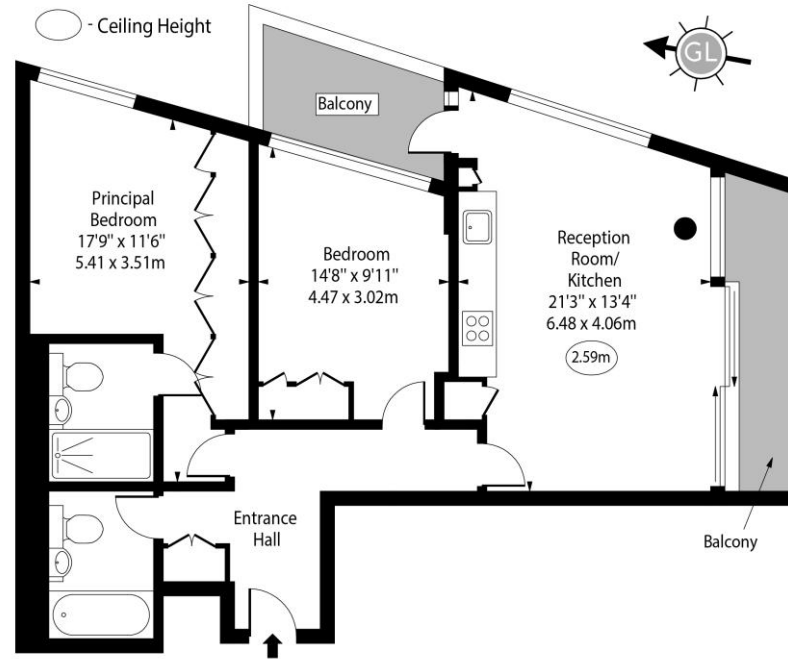 - Ceiling Height
GL
Balcony
Principal
Bedroom
17'9" x 11'6"
5.41 x 3.51m
Bedroom
14'8" x 9'11"
4.47 x 3.02m
Reception
Room/
Kitchen
21'3" x 13'4"
6.48 x 4.06m
2.59m
Entrance
Hall
Balcony